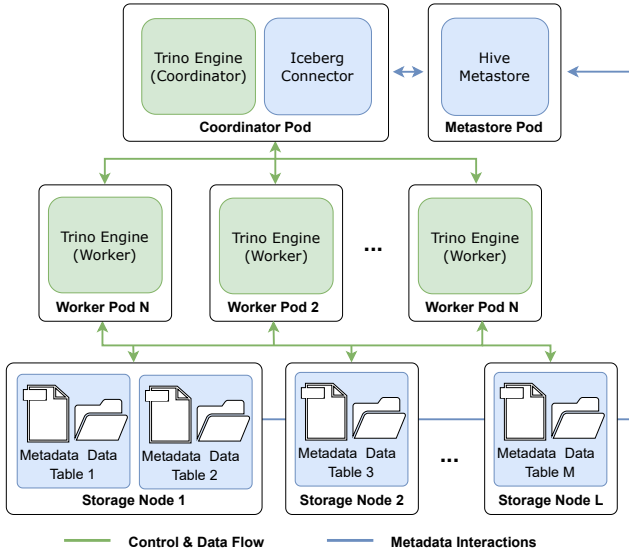 Trino Engine
(Coordinator)
Iceberg
Connector
Coordinator Pod
Hive
Metastore
Metastore Pod
Trino Engine
(Worker)
Worker Pod N
Trino Engine
(Worker)
Worker Pod 2
...
Trino Engine
(Worker)
Worker Pod N
Metadata Data
Table 1
Metadata Data
Table 2
Storage Node 1
Metadata Data
Table 3
Storage Node 2
...
Metadata Data
Table M
Storage Node L
Control & Data Flow
Metadata Interactions